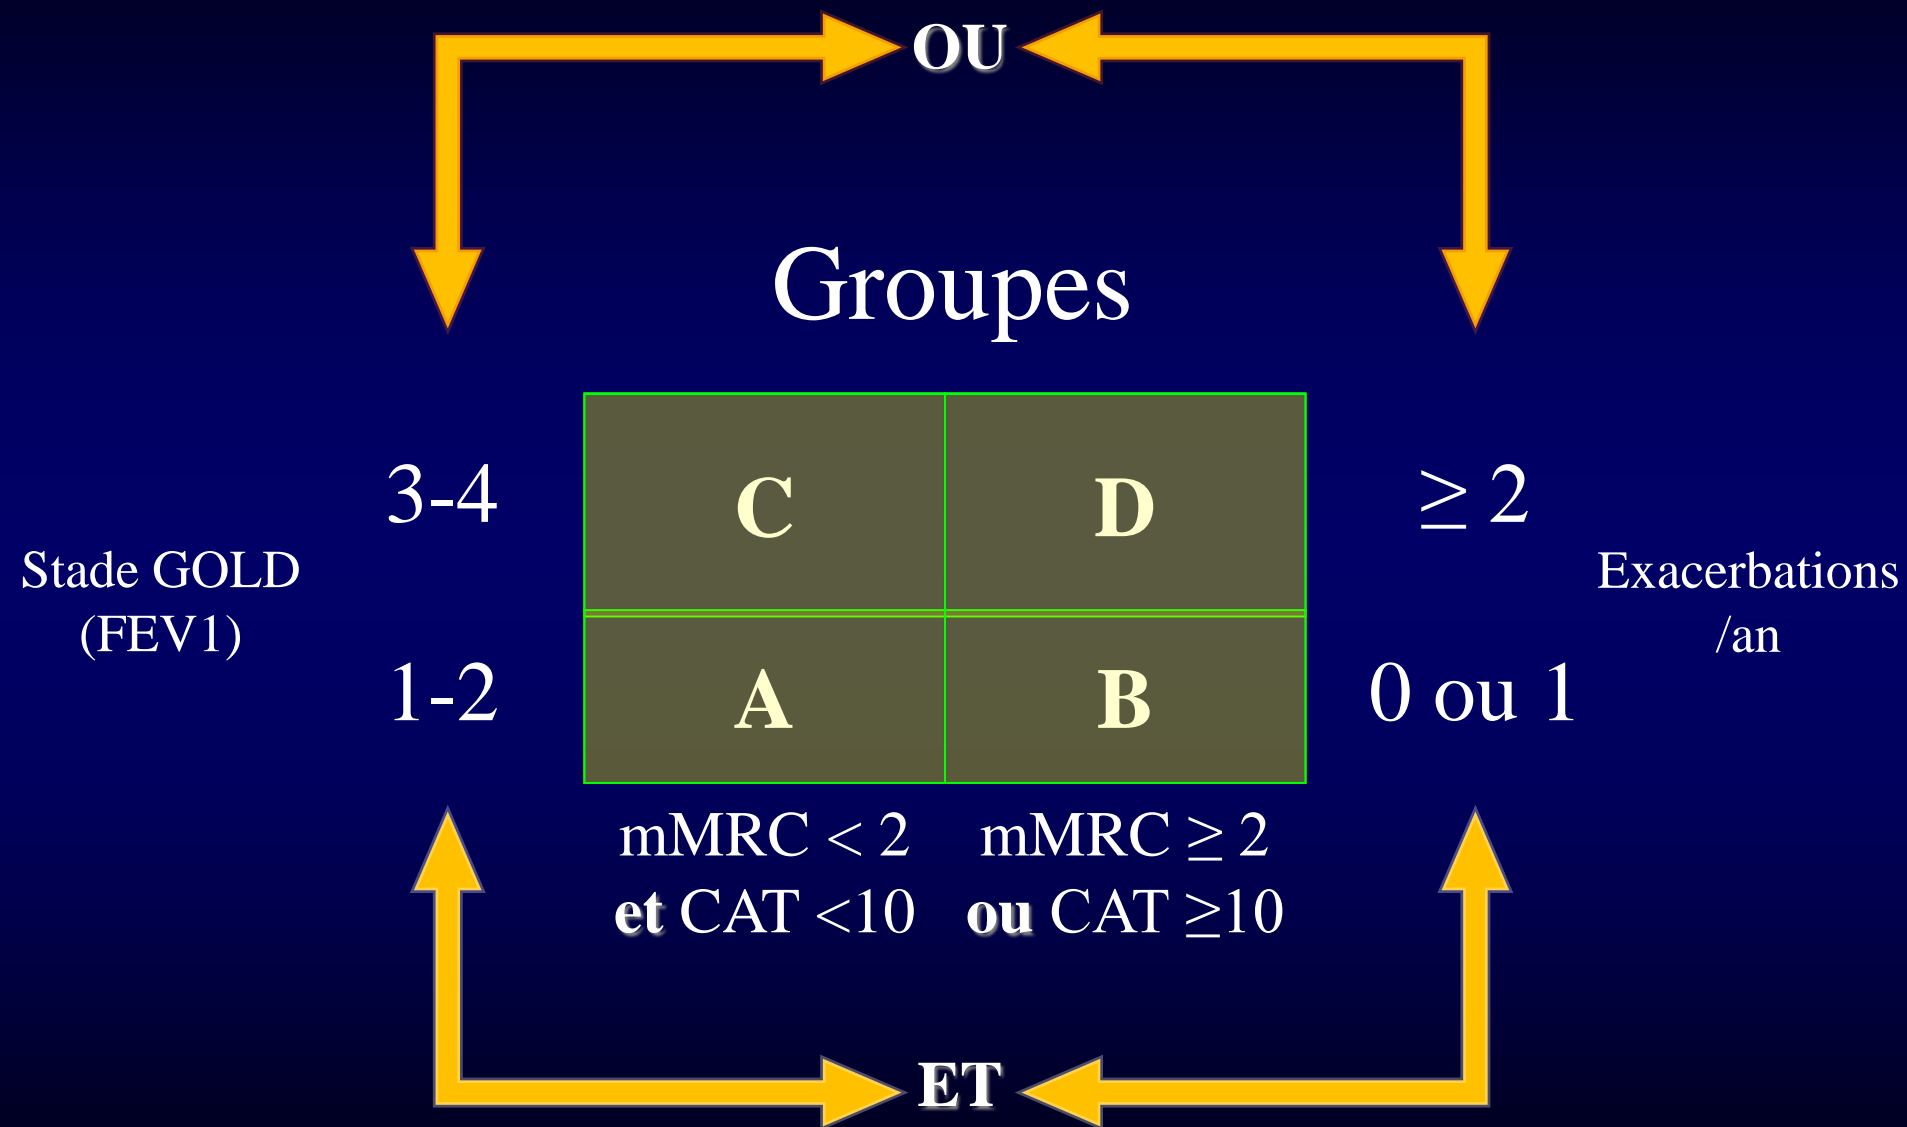 OU
Groupes
3-4
C
D
≥ 2
Stade GOLD
(FEV1)
Exacerbations
/an
1-2
A
B
0 ou 1
mMRC < 2
et CAT <10
mMRC ≥ 2
ou CAT ≥10
ET